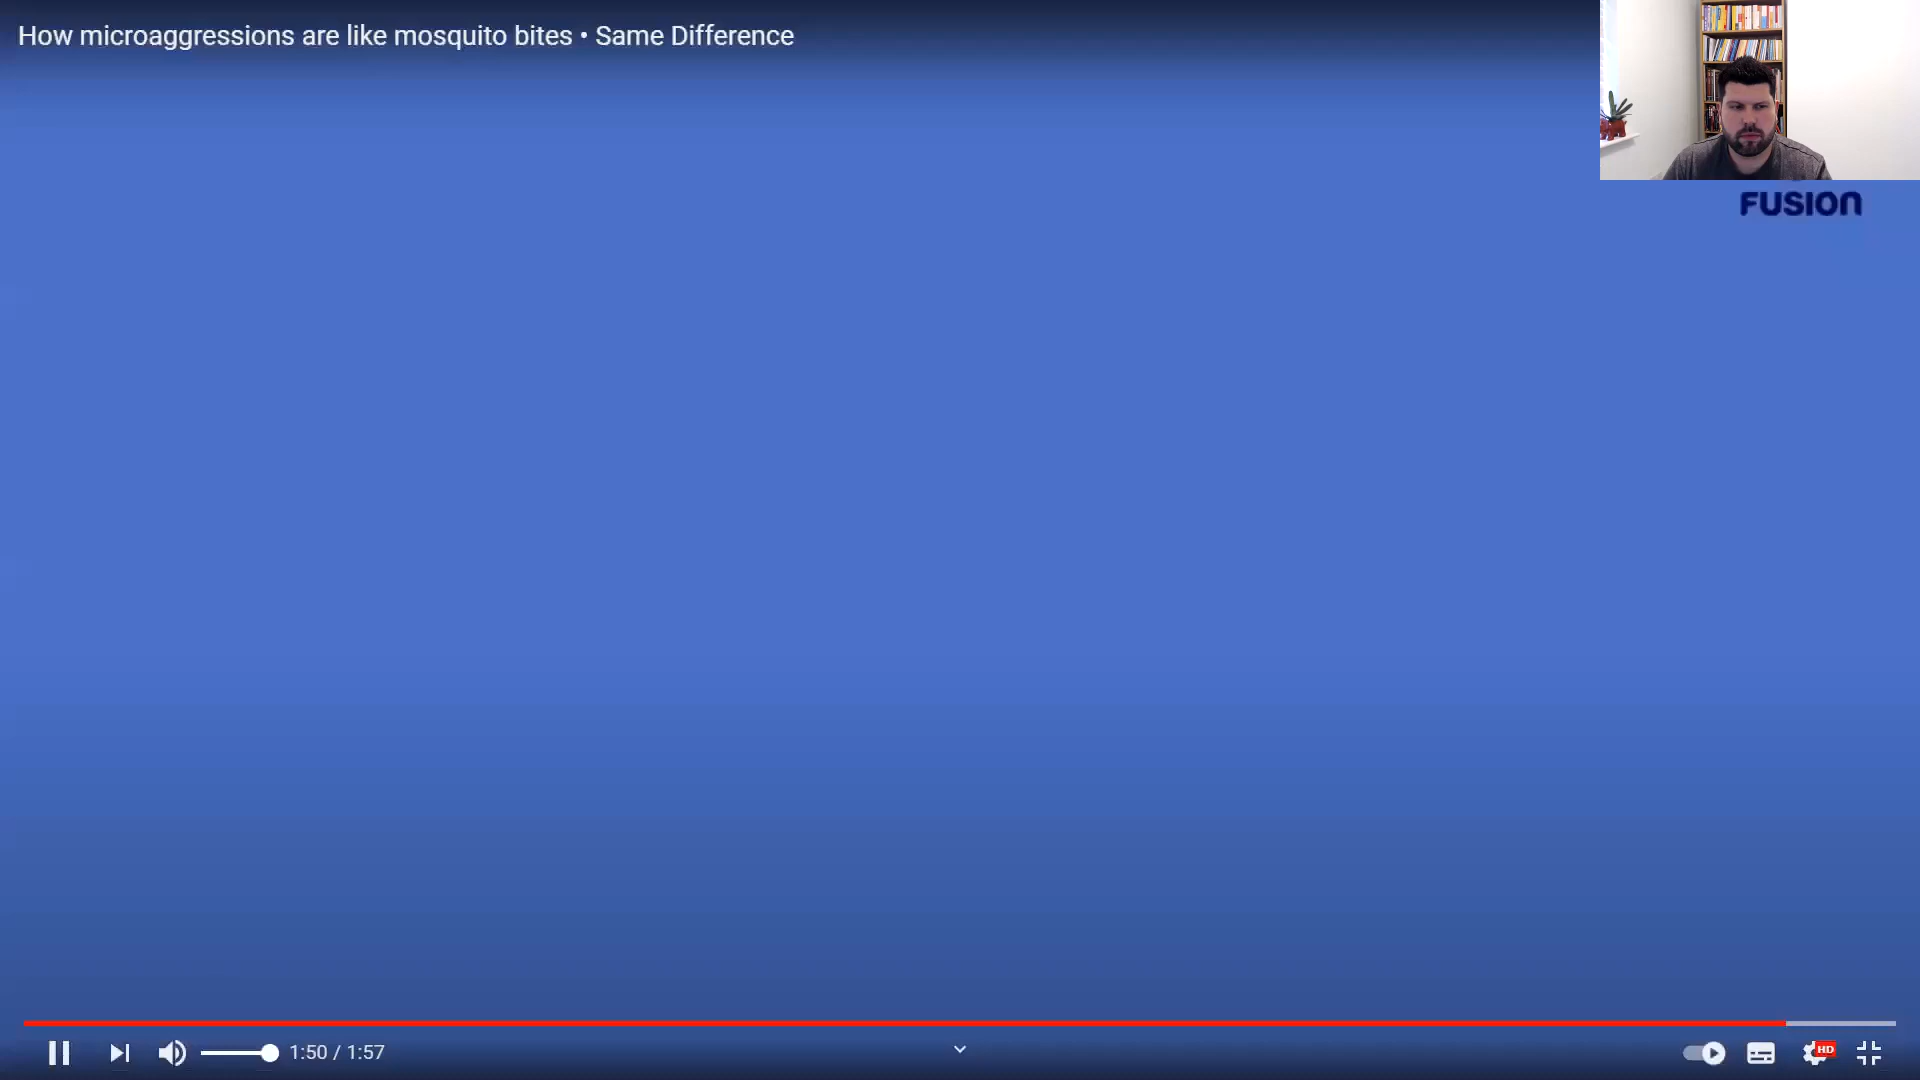 How microaggressions are like mosquito bites • Same Difference
FUSION
1:50 / 1:57
HD